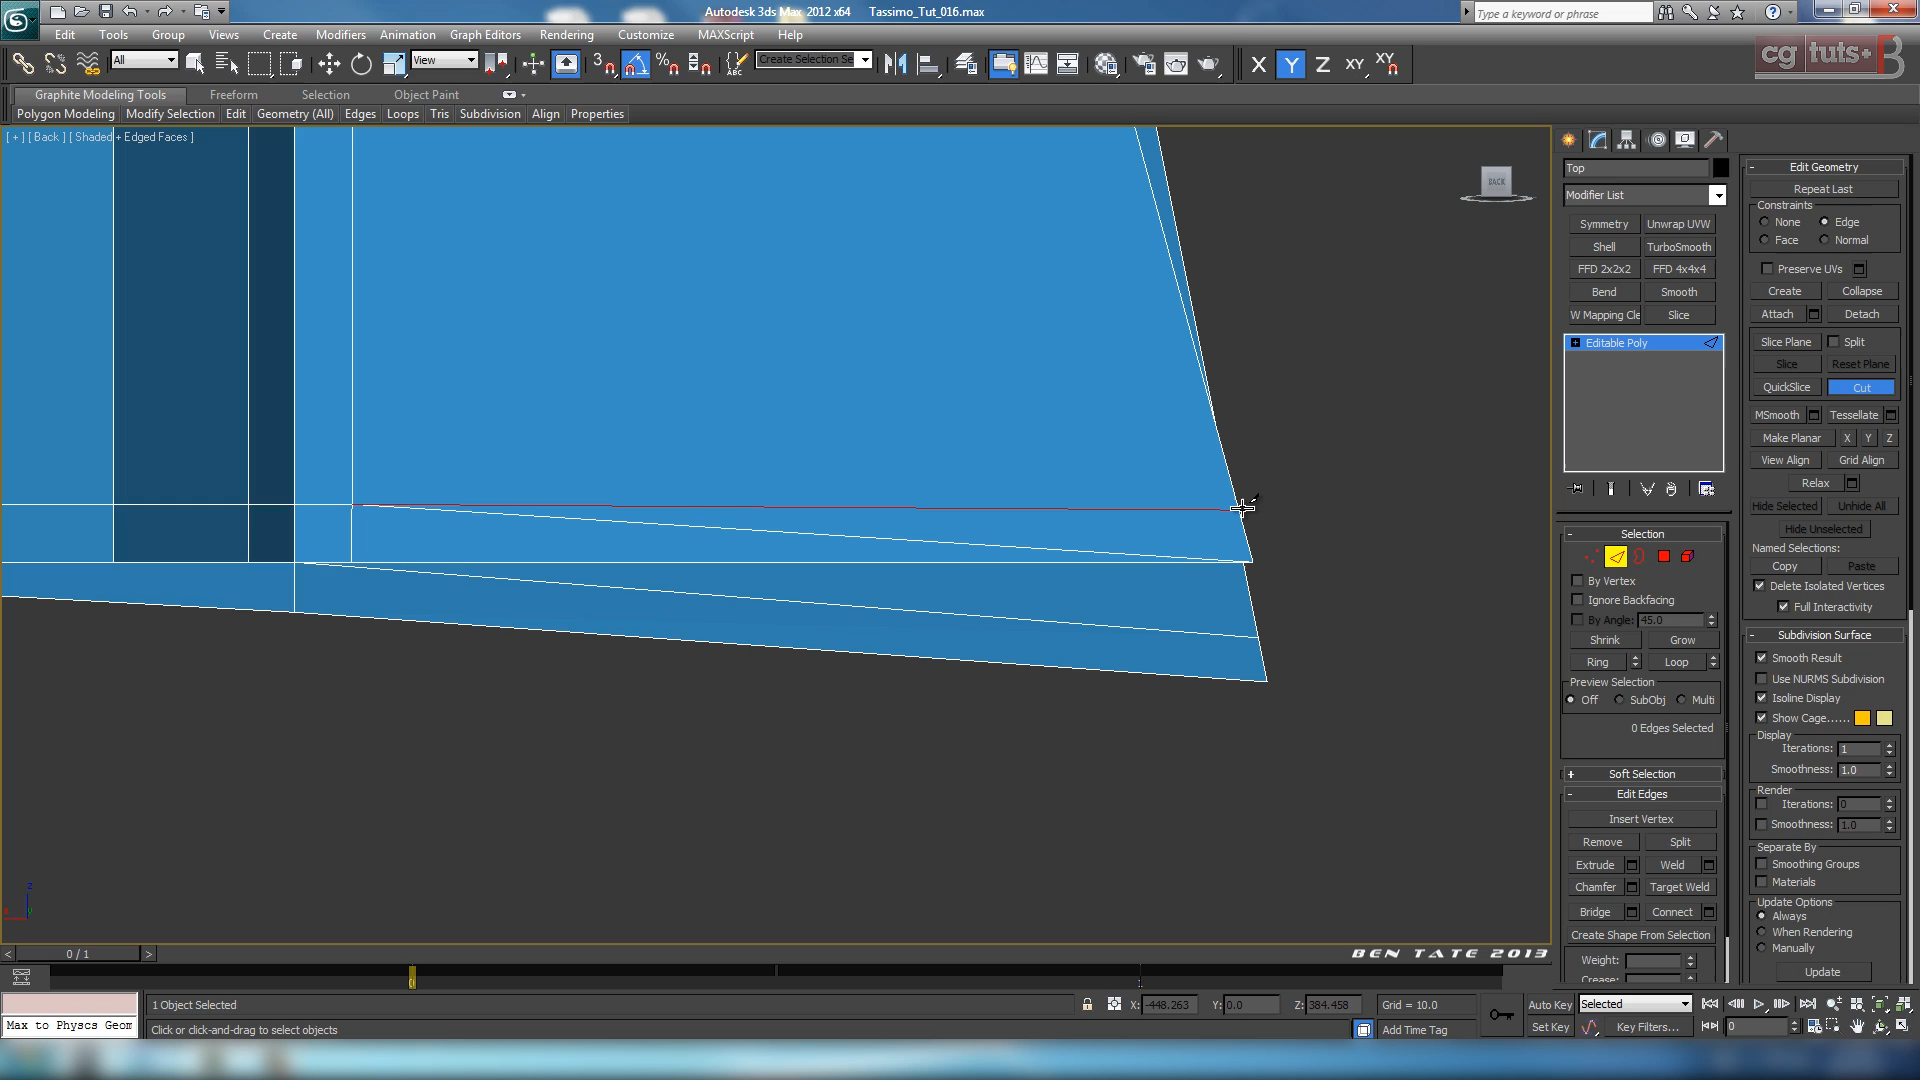 Autodesk 3ds Max 2012 x64 Tassimo_Tut_016.max
Type a keyword or phrase
Edit Tools Group Views Create Modifiers Animation Graph Editors Rendering Customize MAXScript Help
All View Create Selection Se X Y Z XY XY
cg tuts+ B
Graphite Modeling Tools Freeform Selection Object Paint
Polygon Modeling Modify Selection Edit Geometry (All) Edges Loops Tris Subdivision Align Properties
[ + ] [ Back ] [ Shaded + Edged Faces ]
BACK
Top
Modifier List
Symmetry Unwrap UVW
Shell TurboSmooth
FFD 2x2x2 FFD 4x4x4
Bend Smooth
W Mapping Cle Slice
Editable Poly
Selection
By Vertex
Ignore Backfacing
By Angle: 45.0
Shrink Grow
Ring Loop
Preview Selection
Off SubObj Multi
0 Edges Selected
Soft Selection
Edit Edges
Insert Vertex
Remove Split
Extrude Weld
Chamfer Target Weld
Bridge Connect
Create Shape From Selection
Weight:
Crease:
Edit Geometry
Repeat Last
Constraints
None Edge
Face Normal
Preserve UVs
Create Collapse
Attach Detach
Slice Plane Split
Slice Reset Plane
QuickSlice Cut
MSmooth Tessellate
Make Planar X Y Z
View Align Grid Align
Relax
Hide Selected Unhide All
Hide Unselected
Named Selections:
Copy Paste
Delete Isolated Vertices
Full Interactivity
Subdivision Surface
Smooth Result
Use NURMS Subdivision
Isoline Display
Show Cage......
Display
Iterations: 1
Smoothness: 1.0
Render
Iterations: 0
Smoothness: 1.0
Separate By
Smoothing Groups
Materials
Update Options
Always
When Rendering
Manually
Update
z
x y
BEN TATE 2013
< 0 / 1 >
0 1
1 Object Selected X: -448.263 Y: 0.0 Z: 384.458 Grid = 10.0 Auto Key Selected
Max to Physcs Geom Click or click-and-drag to select objects Add Time Tag Set Key Key Filters... 0